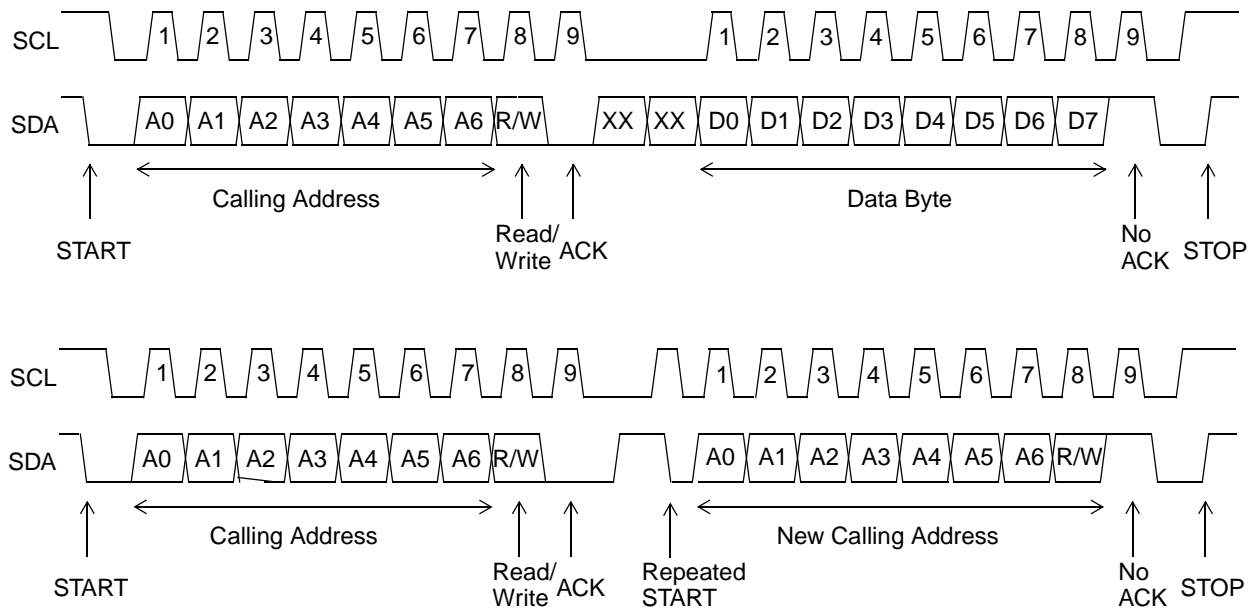 SCL 1 2 3 4 5 6 7 8 9 1 2 3 4 5 6 7 8 9
SDA A0 A1 A2 A3 A4 A5 A6 R/W XX XX D0 D1 D2 D3 D4 D5 D6 D7
Calling Address Data Byte
START Read/ Write ACK No ACK STOP
SCL 1 2 3 4 5 6 7 8 9 1 2 3 4 5 6 7 8 9
SDA A0 A1 A2 A3 A4 A5 A6 R/W A0 A1 A2 A3 A4 A5 A6 R/W
Calling Address New Calling Address
START Read/ Write ACK Repeated START No ACK STOP